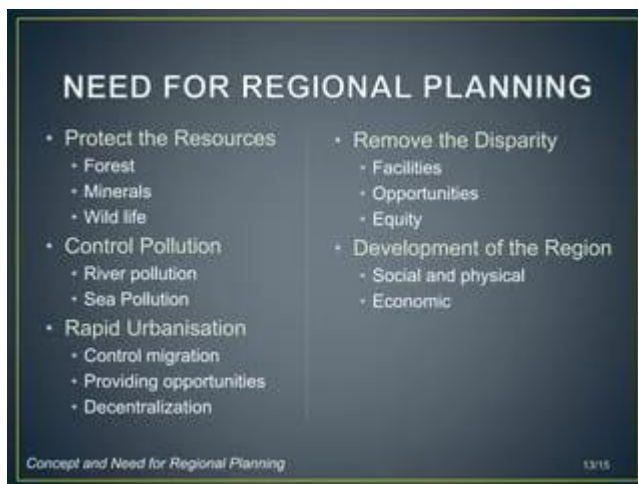 NEED FOR REGIONAL PLANNING
• Protect the Resources
• Forest
• Minerals
• Wild life
• Control Pollution
• River pollution
• Sea Pollution
• Rapid Urbanisation
• Control migration
• Providing opportunities
• Decentralization
• Remove the Disparity
• Facilities
• Opportunities
• Equity
• Development of the Region
• Social and physical
• Economic
Concept and Need for Regional Planning
13/15